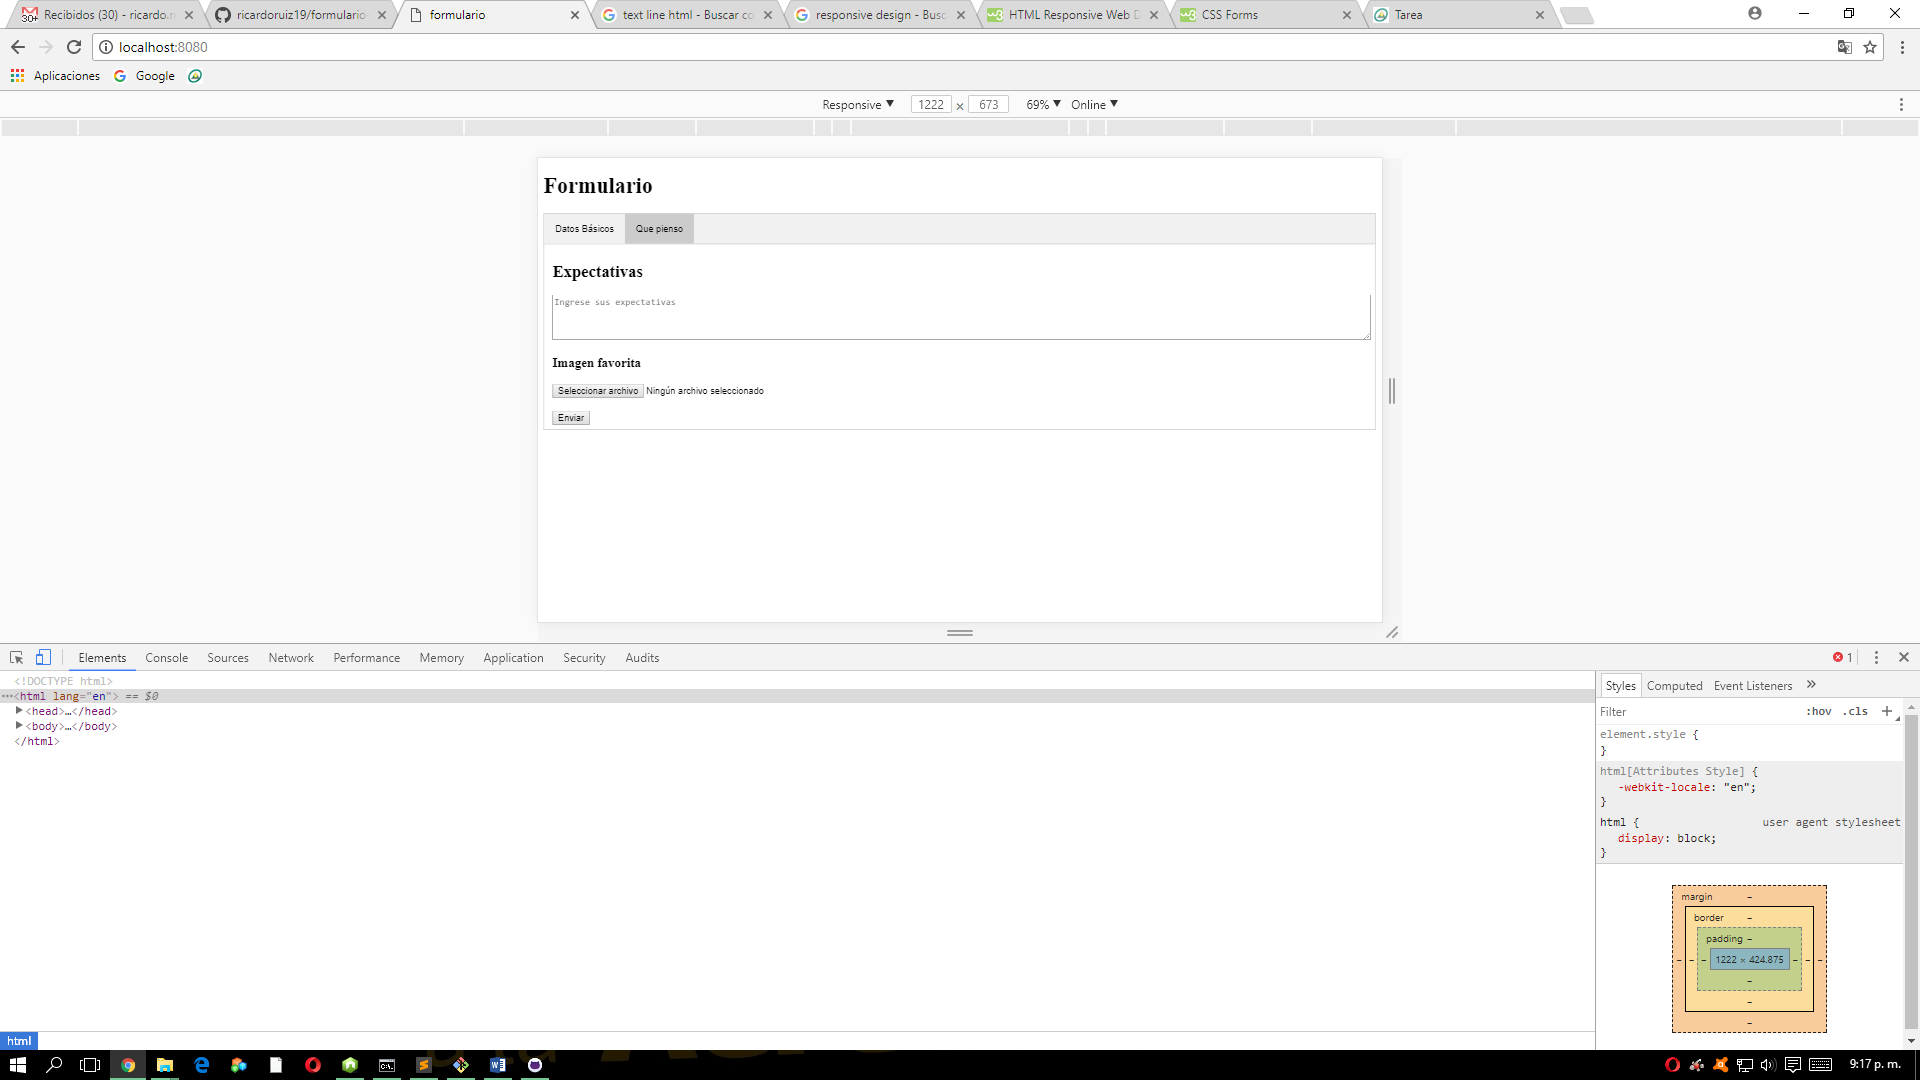 Recibidos (30) - ricardo.r
ricardoruiz19/formulario-
formulario
text line html - Buscar co
responsive design - Busc
HTML Responsive Web D
CSS Forms
Tarea
localhost:8080
Aplicaciones
Google
Responsive ▼ 1222 × 673 69% ▼ Online ▼
Formulario
Datos Básicos
Que pienso
Expectativas
Ingrese sus expectativas
Imagen favorita
Seleccionar archivo Ningún archivo seleccionado
Enviar
Elements Console Sources Network Performance Memory Application Security Audits
1
<!DOCTYPE html>
···<html lang="en"> == $0
▶<head>…</head>
▶<body>…</body>
</html>
html
Styles Computed Event Listeners »
Filter :hov .cls +
element.style {
}
html[Attributes Style] {
-webkit-locale: "en";
}
html { user agent stylesheet
display: block;
}
margin –
border –
padding –
– – – 1222 × 424.875 – – –
–
–
–
9:17 p. m.